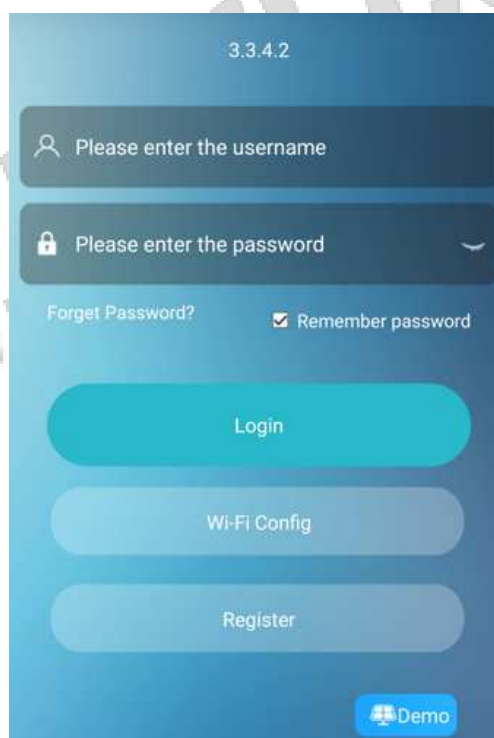 3.3.4.2
Please enter the username
Please enter the password
Forget Password?
Remember password
Login
Wi-Fi Config
Register
Demo